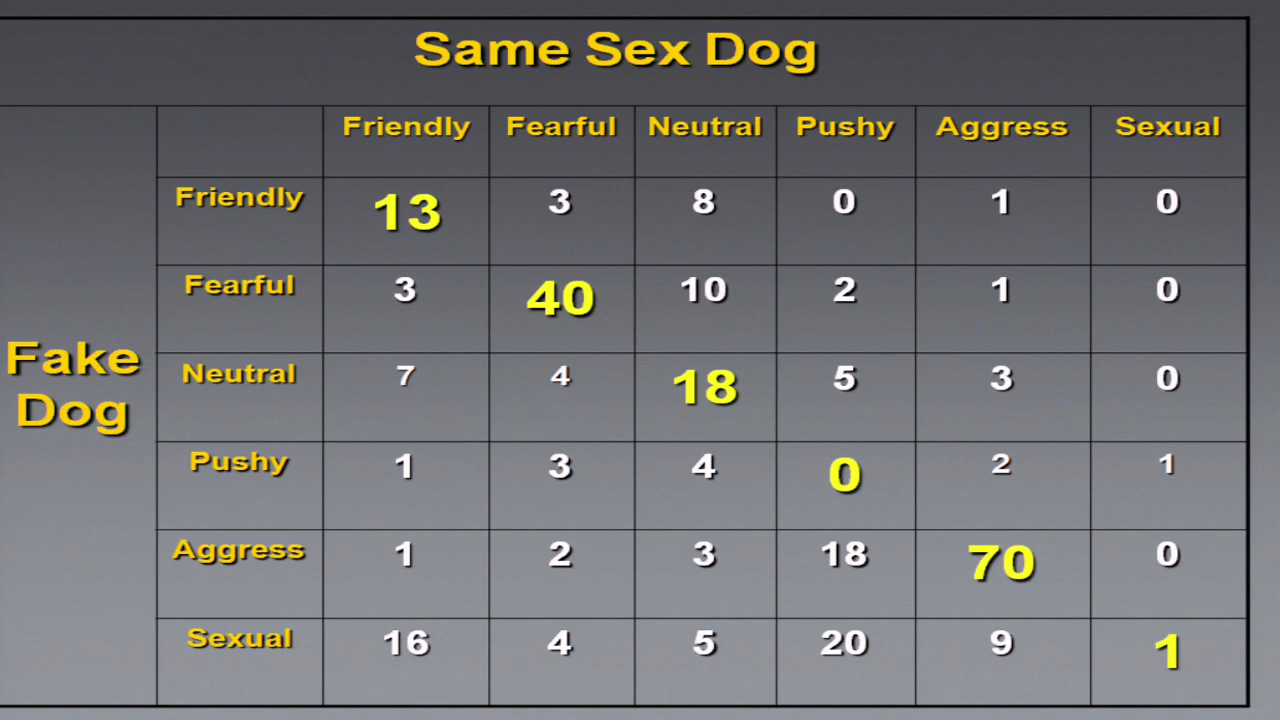 Same Sex Dog
Friendly Fearful Neutral Pushy Aggress Sexual
Friendly 13 3 8 0 1 0
Fearful 3 40 10 2 1 0
Fake
Dog
Neutral 7 4 18 5 3 0
Pushy 1 3 4 0 2 1
Aggress 1 2 3 18 70 0
Sexual 16 4 5 20 9 1